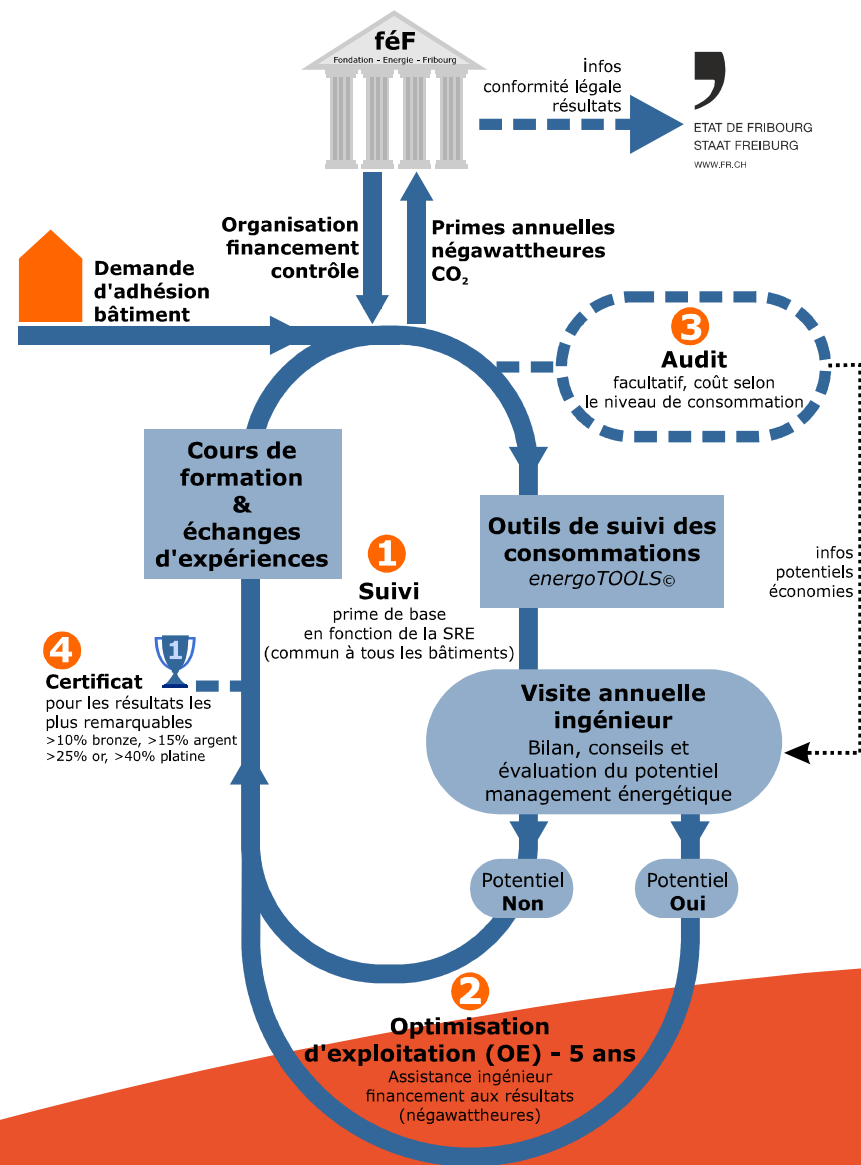 féF
Fondation - Energie - Fribourg
infos
conformité légale
résultats
ETAT DE FRIBOURG
STAAT FREIBURG
WWW.FR.CH
Organisation
financement
contrôle
Primes annuelles
négawattheures
CO₂
Demande
d'adhésion
bâtiment
3
Audit
facultatif, coût selon
le niveau de consommation
Cours de
formation
&
échanges
d'expériences
Outils de suivi des
consommations
energoTOOLS©
1
Suivi
prime de base
en fonction de la SRE
(commun à tous les bâtiments)
infos
potentiels
économies
4
1
Certificat
pour les résultats les
plus remarquables
>10% bronze, >15% argent
>25% or, >40% platine
Visite annuelle
ingénieur
Bilan, conseils et
évaluation du potentiel
management énergétique
Potentiel
Non
Potentiel
Oui
2
Optimisation
d'exploitation (OE) - 5 ans
Assistance ingénieur
financement aux résultats
(négawattheures)